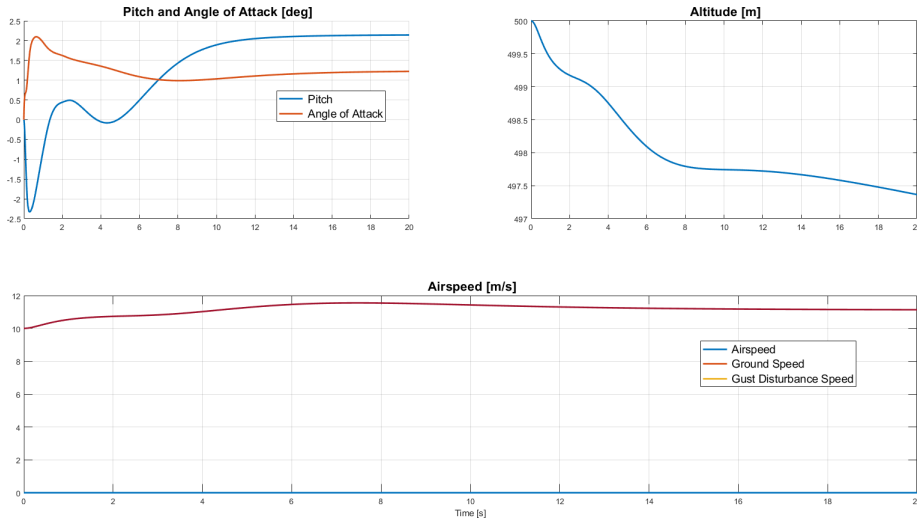 Pitch and Angle of Attack [deg]
2.5
2
1.5
1
0.5
0
-0.5
-1
-1.5
-2
-2.5
0 2 4 6 8 10 12 14 16 18 20
Pitch
Angle of Attack
Altitude [m]
500
499.5
499
498.5
498
497.5
497
0 2 4 6 8 10 12 14 16 18 2
Airspeed [m/s]
12
10
8
6
4
2
0
0 2 4 6 8 10 12 14 16 18 2
Time [s]
Airspeed
Ground Speed
Gust Disturbance Speed